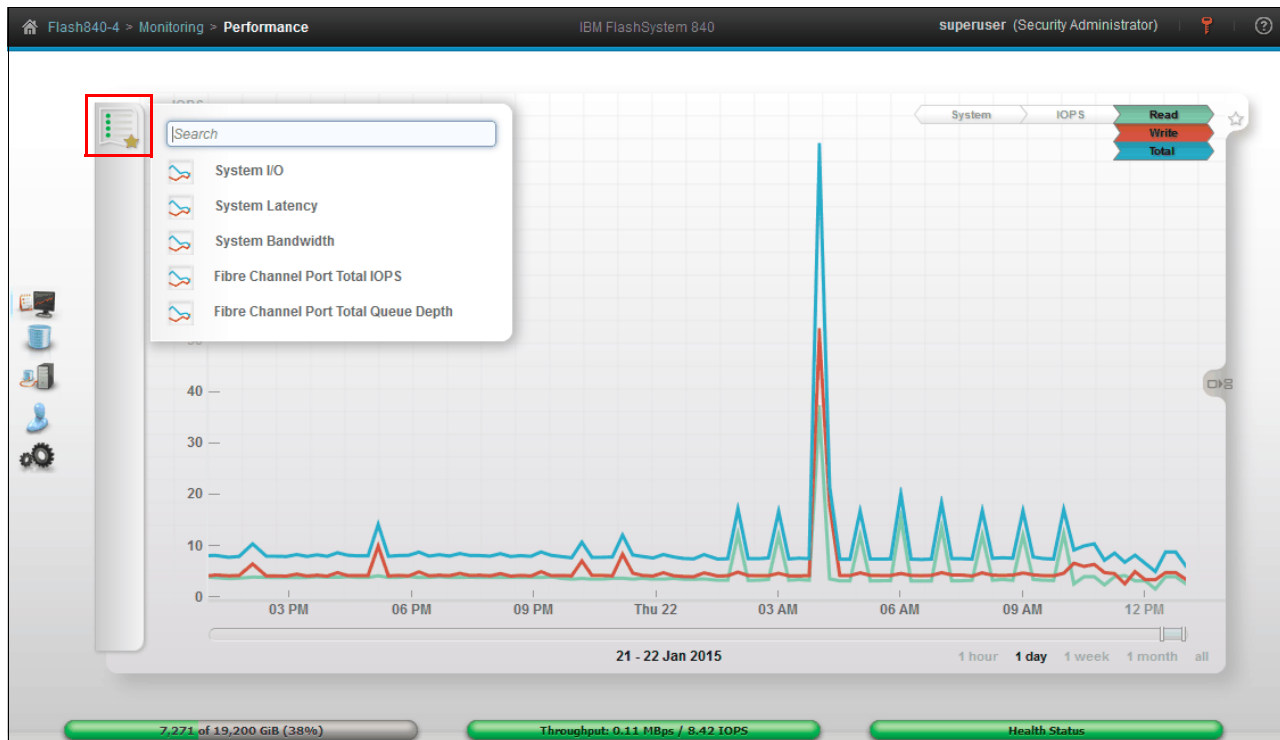 Flash840-4 > Monitoring > Performance
IBM FlashSystem 840
superuser (Security Administrator)
?
IOPS
Search
System I/O
System Latency
System Bandwidth
Fibre Channel Port Total IOPS
Fibre Channel Port Total Queue Depth
System
IOPS
Read
Write
Total
40
30
20
10
0
03 PM
06 PM
09 PM
Thu 22
03 AM
06 AM
09 AM
12 PM
21 - 22 Jan 2015
1 hour 1 day 1 week 1 month all
7,271 of 19,200 GiB (38%)
Throughput: 0.11 MBps / 8.42 IOPS
Health Status